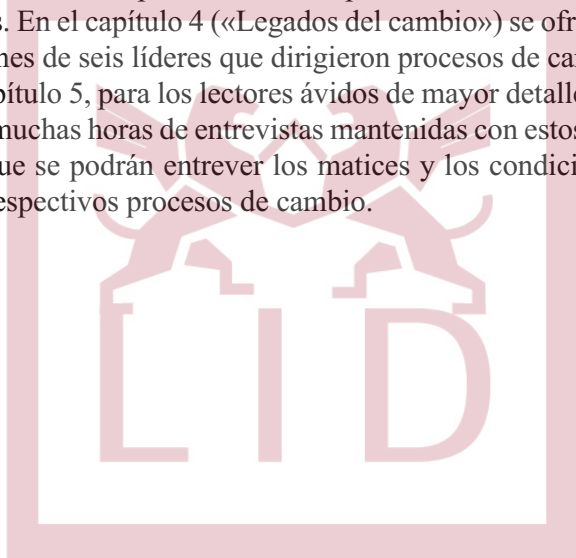 s. En el capítulo 4 («Legados del cambio») se ofr
nes de seis líderes que dirigieron procesos de ca
pítulo 5, para los lectores ávidos de mayor detall
muchas horas de entrevistas mantenidas con estos
ue se podrán entrever los matices y los condici
espectivos procesos de cambio.
LID